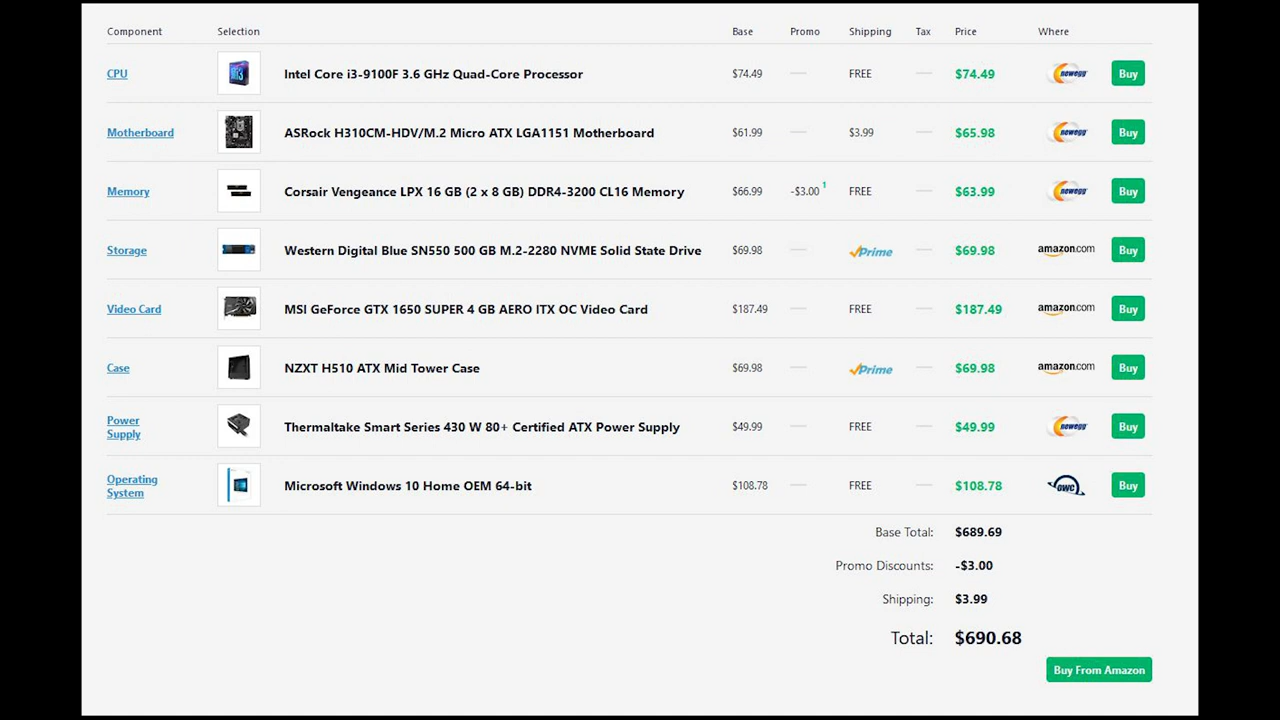 Component Selection Base Promo Shipping Tax Price Where
CPU Intel Core i3-9100F 3.6 GHz Quad-Core Processor $74.49 — FREE — $74.49 newegg Buy
Motherboard ASRock H310CM-HDV/M.2 Micro ATX LGA1151 Motherboard $61.99 — $3.99 — $65.98 newegg Buy
Memory Corsair Vengeance LPX 16 GB (2 x 8 GB) DDR4-3200 CL16 Memory $66.99 -$3.00 1 FREE — $63.99 newegg Buy
Storage Western Digital Blue SN550 500 GB M.2-2280 NVME Solid State Drive $69.98 — Prime — $69.98 amazon.com Buy
Video Card MSI GeForce GTX 1650 SUPER 4 GB AERO ITX OC Video Card $187.49 — FREE — $187.49 amazon.com Buy
Case NZXT H510 ATX Mid Tower Case $69.98 — Prime — $69.98 amazon.com Buy
Power
Supply Thermaltake Smart Series 430 W 80+ Certified ATX Power Supply $49.99 — FREE — $49.99 newegg Buy
Operating
System Microsoft Windows 10 Home OEM 64-bit $108.78 — FREE — $108.78 OWC Buy
Base Total: $689.69
Promo Discounts: -$3.00
Shipping: $3.99
Total: $690.68
Buy From Amazon